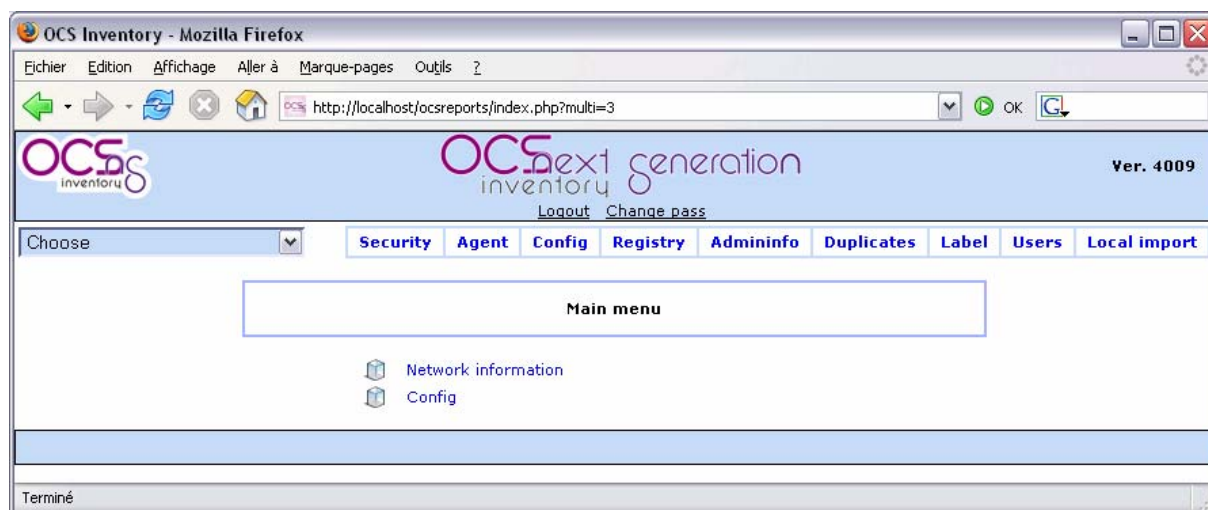 OCS Inventory - Mozilla Firefox
Fichier Edition Affichage Aller à Marque-pages Outils ?
http://localhost/ocsreports/index.php?multi=3 OK G
OCS ng inventory
OCS next generation inventory
Ver. 4009
Logout Change pass
Choose Security Agent Config Registry Admininfo Duplicates Label Users Local import
Main menu
Network information
Config
Terminé